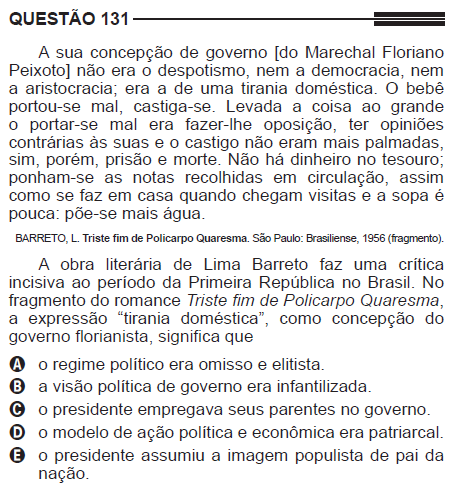 QUESTÃO 131
A sua concepção de governo [do Marechal Floriano
Peixoto] não era o despotismo, nem a democracia, nem
a aristocracia; era a de uma tirania doméstica. O bebê
portou-se mal, castiga-se. Levada a coisa ao grande
o portar-se mal era fazer-lhe oposição, ter opiniões
contrárias às suas e o castigo não eram mais palmadas,
sim, porém, prisão e morte. Não há dinheiro no tesouro;
ponham-se as notas recolhidas em circulação, assim
como se faz em casa quando chegam visitas e a sopa é
pouca: põe-se mais água.
BARRETO, L. Triste fim de Policarpo Quaresma. São Paulo: Brasiliense, 1956 (fragmento).
A obra literária de Lima Barreto faz uma crítica
incisiva ao período da Primeira República no Brasil. No
fragmento do romance Triste fim de Policarpo Quaresma,
a expressão “tirania doméstica”, como concepção do
governo florianista, significa que
A o regime político era omisso e elitista.
B a visão política de governo era infantilizada.
C o presidente empregava seus parentes no governo.
D o modelo de ação política e econômica era patriarcal.
E o presidente assumiu a imagem populista de pai da
nação.